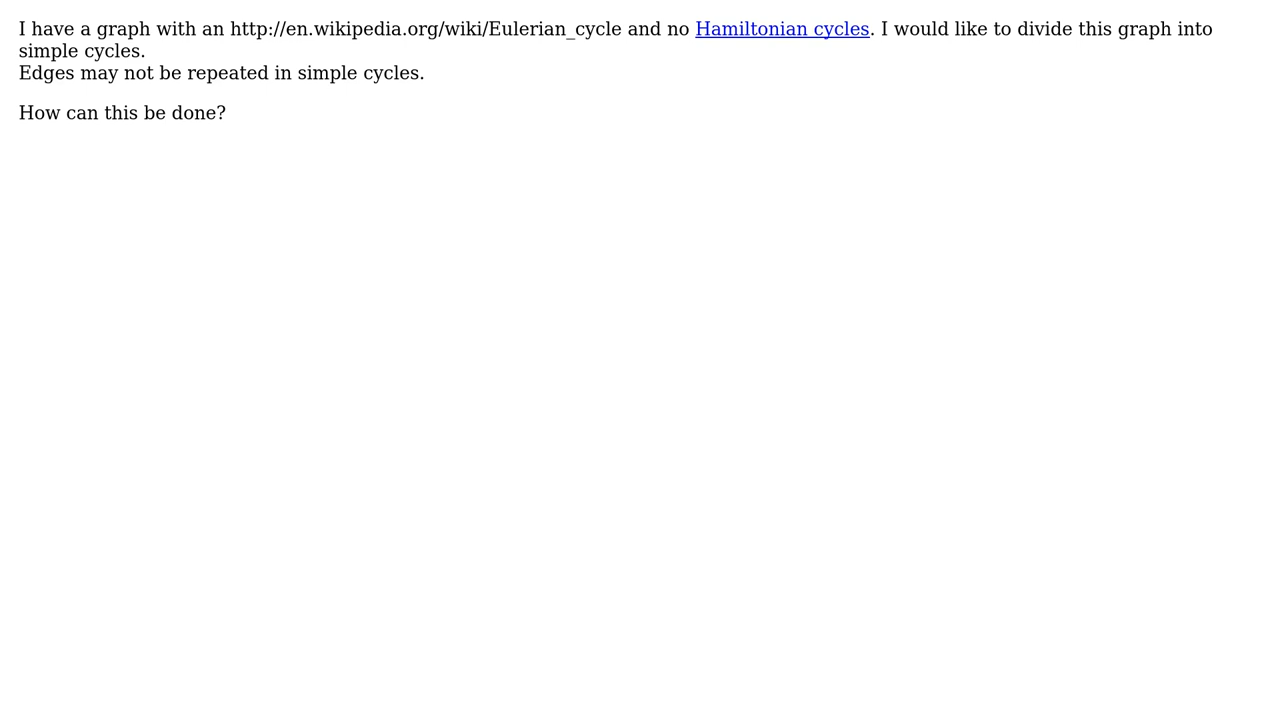 I have a graph with an http://en.wikipedia.org/wiki/Eulerian_cycle and no Hamiltonian cycles. I would like to divide this graph into
simple cycles.
Edges may not be repeated in simple cycles.
How can this be done?